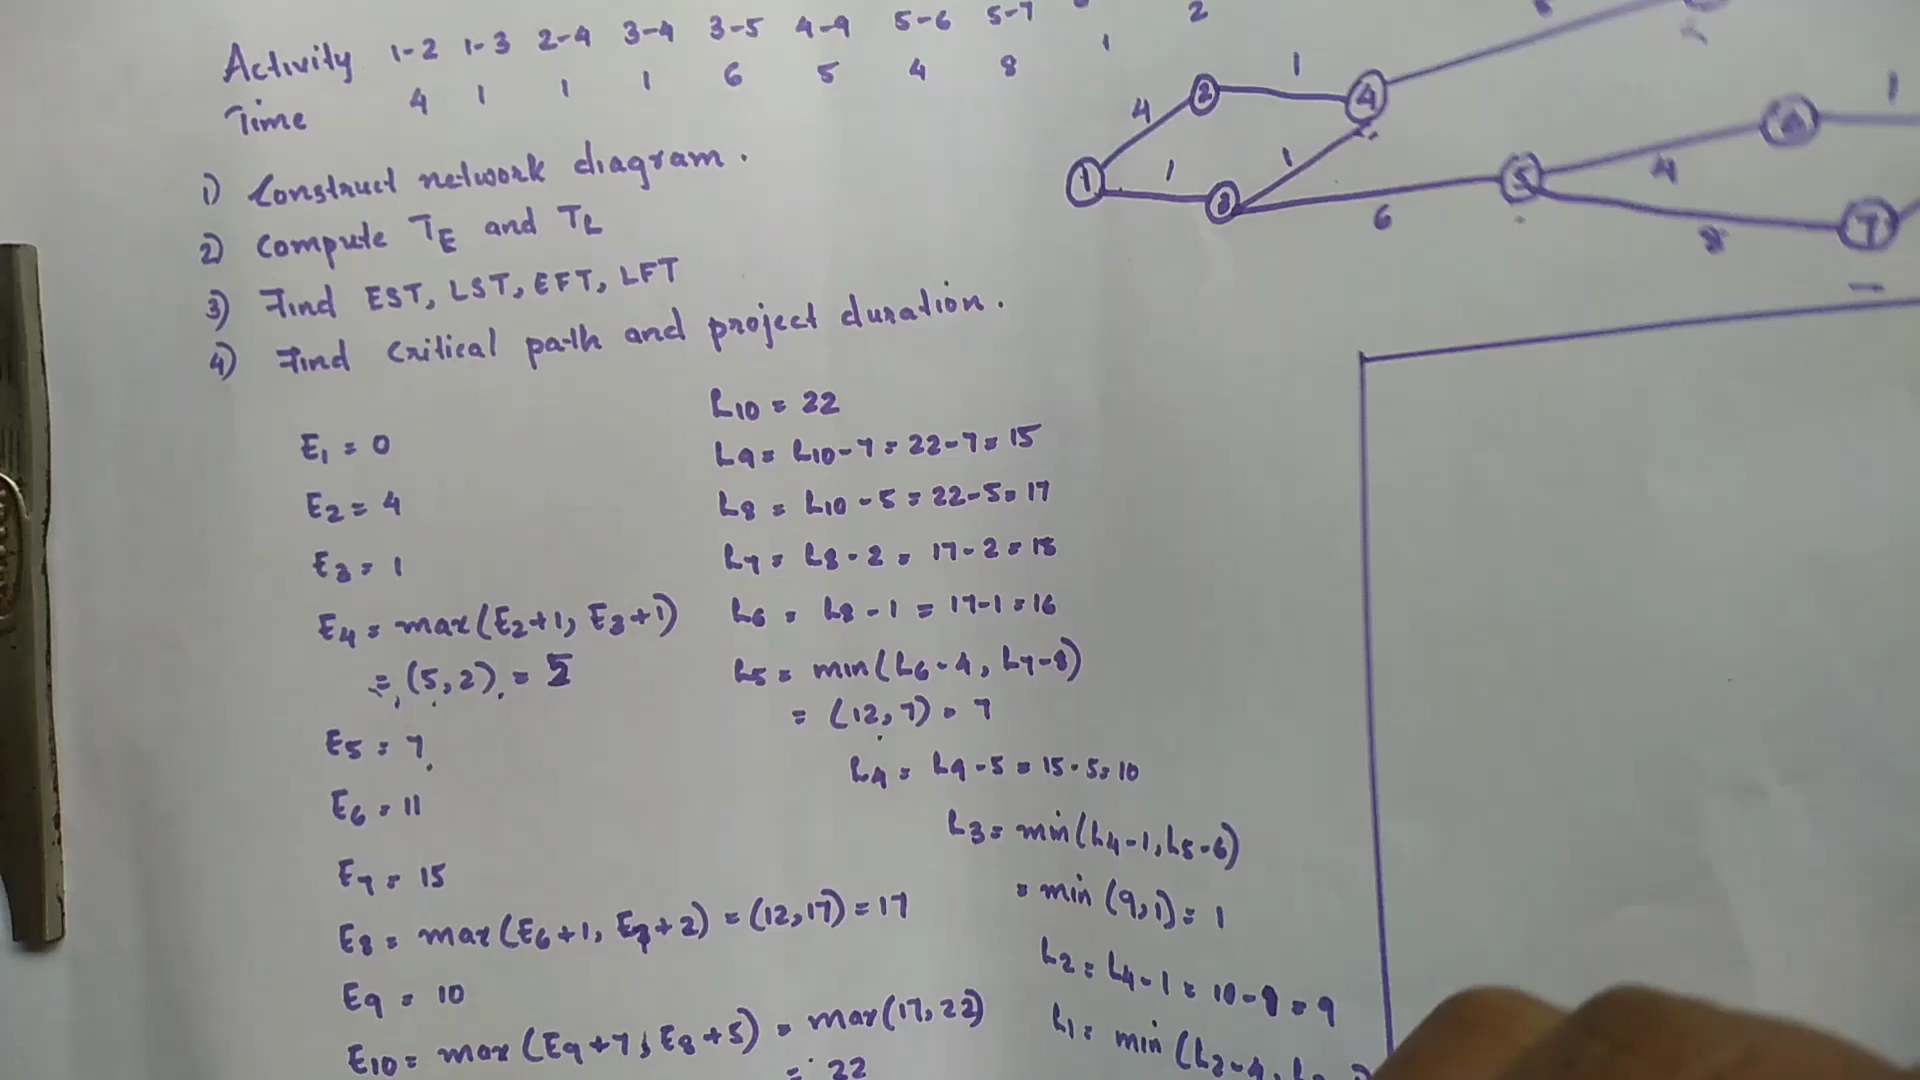 Activity 1-2 1-3 2-4 3-4 3-5 4-9 5-6 5-7
Time 4 1 1 1 6 5 4 8 1 2
1) Construct network diagram.
2) Compute TE and TL
3) Find EST, LST, EFT, LFT
4) Find critical path and project duration.
E1 = 0
E2 = 4
E3 = 1
E4 = max(E2+1, E3+1)
= (5,2) = 5
E5 = 7
E6 = 11
E7 = 15
E8 = max(E6+1, E7+2) = (12,17) = 17
E9 = 10
E10 = max(E9+7, E8+5) = max(17,22)
= 22
L10 = 22
L9 = L10-7 = 22-7 = 15
L8 = L10-5 = 22-5 = 17
L7 = L8-2 = 17-2 = 15
L6 = L8-1 = 17-1 = 16
L5 = min(L6-4, L7-8)
= (12,7) = 7
L4 = L9-5 = 15-5 = 10
L3 = min(L4-1, L5-6)
= min(9,1) = 1
L2 = L4-1 = 10-9 = 9
L1 = min(L2-4,
4 1
1 2 4
1 1
3 6 5
4 6 1
8 7